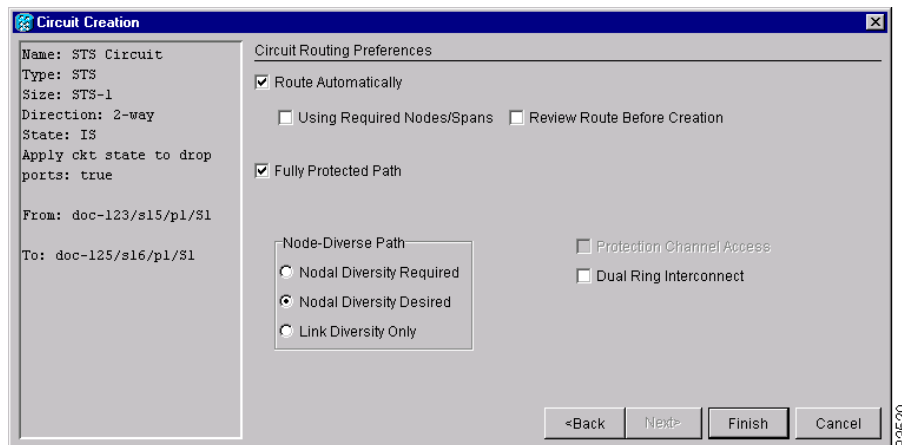 Circuit Creation
Name: STS Circuit
Type: STS
Size: STS-1
Direction: 2-way
State: IS
Apply ckt state to drop
ports: true
From: doc-123/s15/p1/S1
To: doc-125/s16/p1/S1
Circuit Routing Preferences
Route Automatically
Using Required Nodes/Spans Review Route Before Creation
Fully Protected Path
Node-Diverse Path
Nodal Diversity Required
Nodal Diversity Desired
Link Diversity Only
Protection Channel Access
Dual Ring Interconnect
<Back Next> Finish Cancel